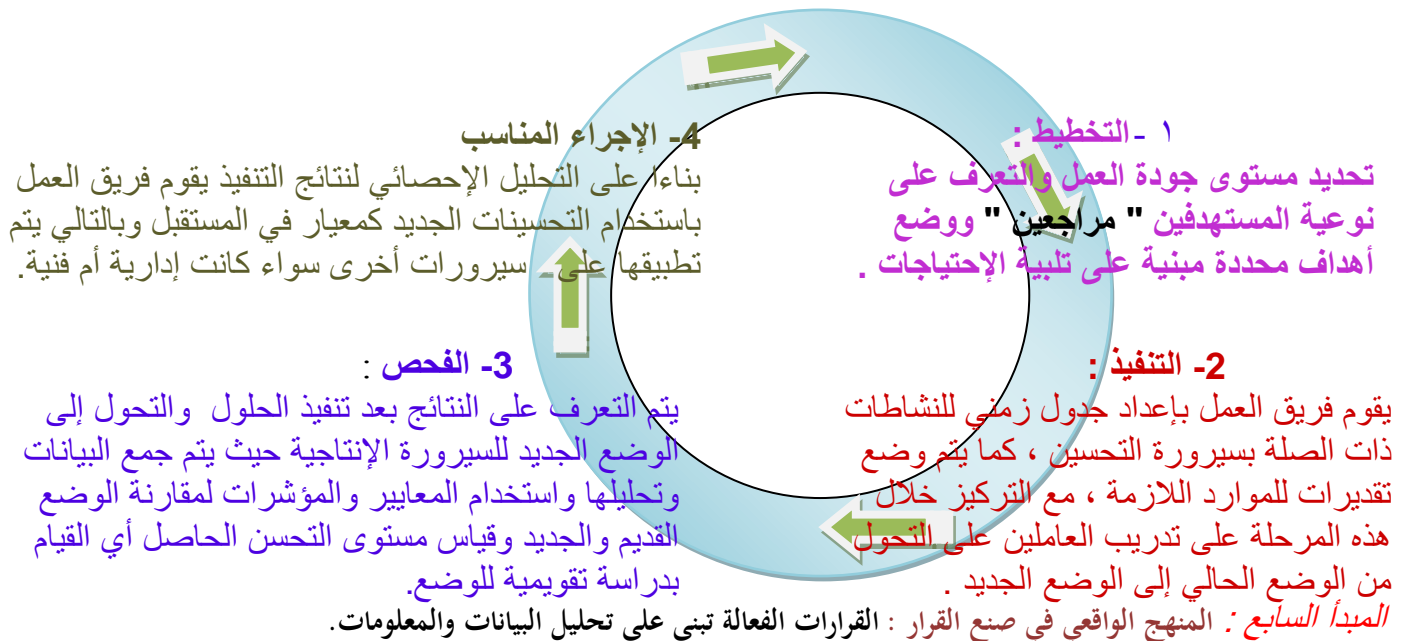 ١ -التخطيط :
تحديد مستوى جودة العمل والتعرف على
نوعية المستهدفين " مراجعين " ووضع
أهداف محددة مبنية على تلبية الإحتياجات .
2- التنفيذ :
يقوم فريق العمل بإعداد جدول زمني للنشاطات
ذات الصلة بسيرورة التحسين ، كما يتم وضع
تقديرات للموارد اللازمة ، مع التركيز خلال
هذه المرحلة على تدريب العاملين على التحول
من الوضع الحالي إلى الوضع الجديد .
3- الفحص :
يتم التعرف على النتائج بعد تنفيذ الحلول والتحول إلى
الوضع الجديد للسيرورة الإنتاجية حيث يتم جمع البيانات
وتحليلها واستخدام المعايير والمؤشرات لمقارنة الوضع
القديم والجديد وقياس مستوى التحسن الحاصل أي القيام
بدراسة تقويمية للوضع.
4- الإجراء المناسب
بناءا على التحليل الإحصائي لنتائج التنفيذ يقوم فريق العمل
باستخدام التحسينات الجديد كمعيار في المستقبل وبالتالي يتم
تطبيقها على سيرورات أخرى سواء كانت إدارية أم فنية.
المبدأ السابع : المنهج الواقعي في صنع القرار : القرارات الفعالة تبنى على تحليل البيانات والمعلومات.